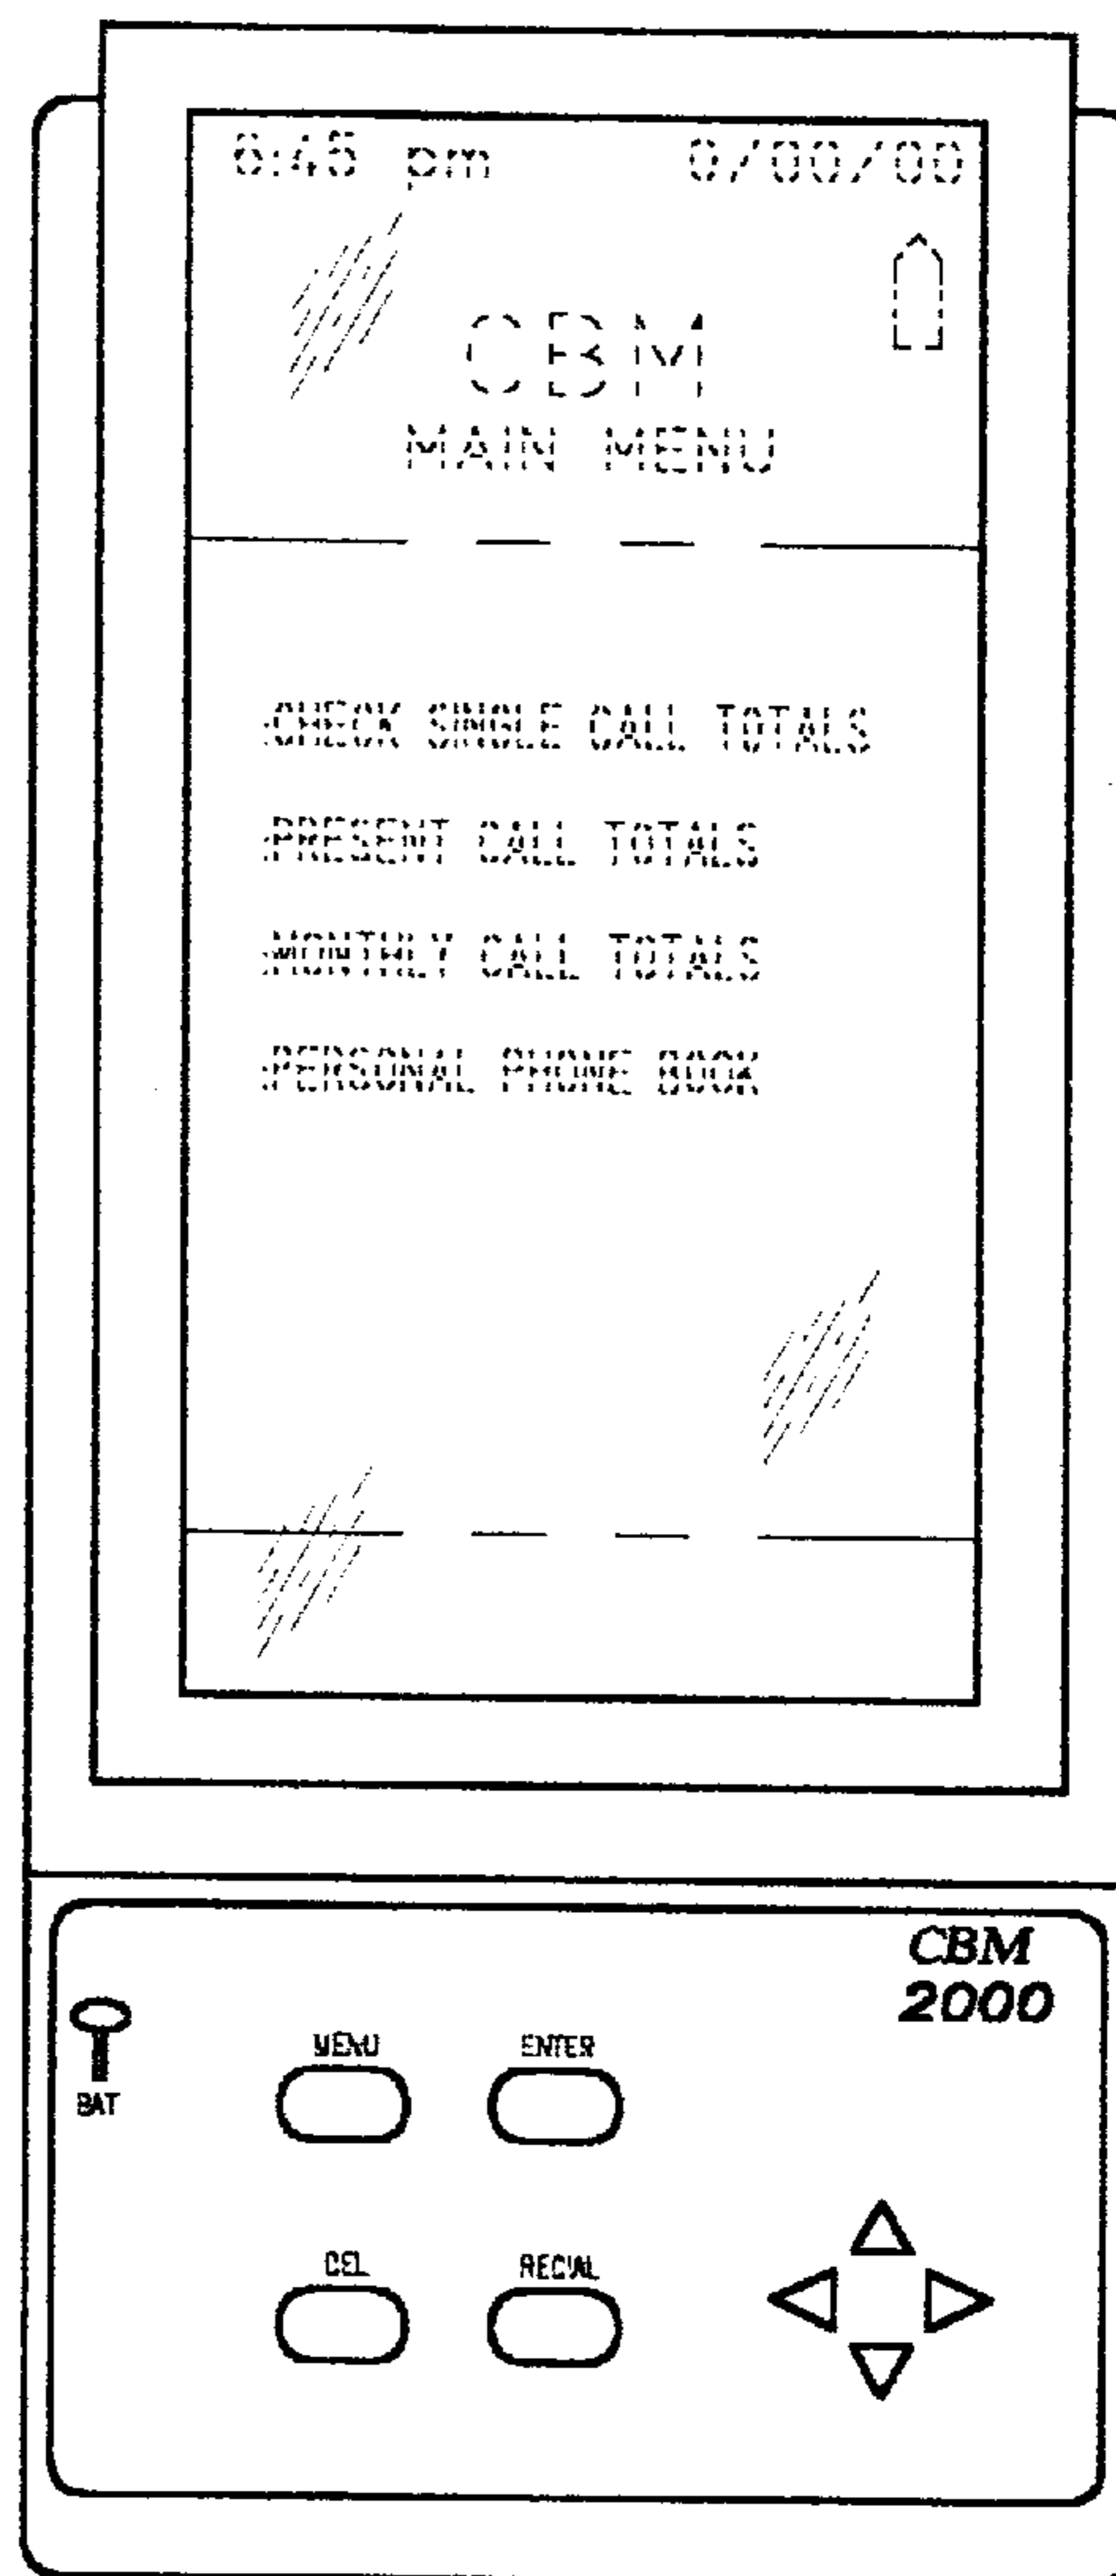 6:45 pm 0/00/00
CBM
MAIN MENU
CHECK SINGLE CALL TOTALS
PRESENT CALL TOTALS
MONTHLY CALL TOTALS
PERSONAL PHONE BOOK
CBM
2000
MENU ENTER
BAT
DEL REDIAL